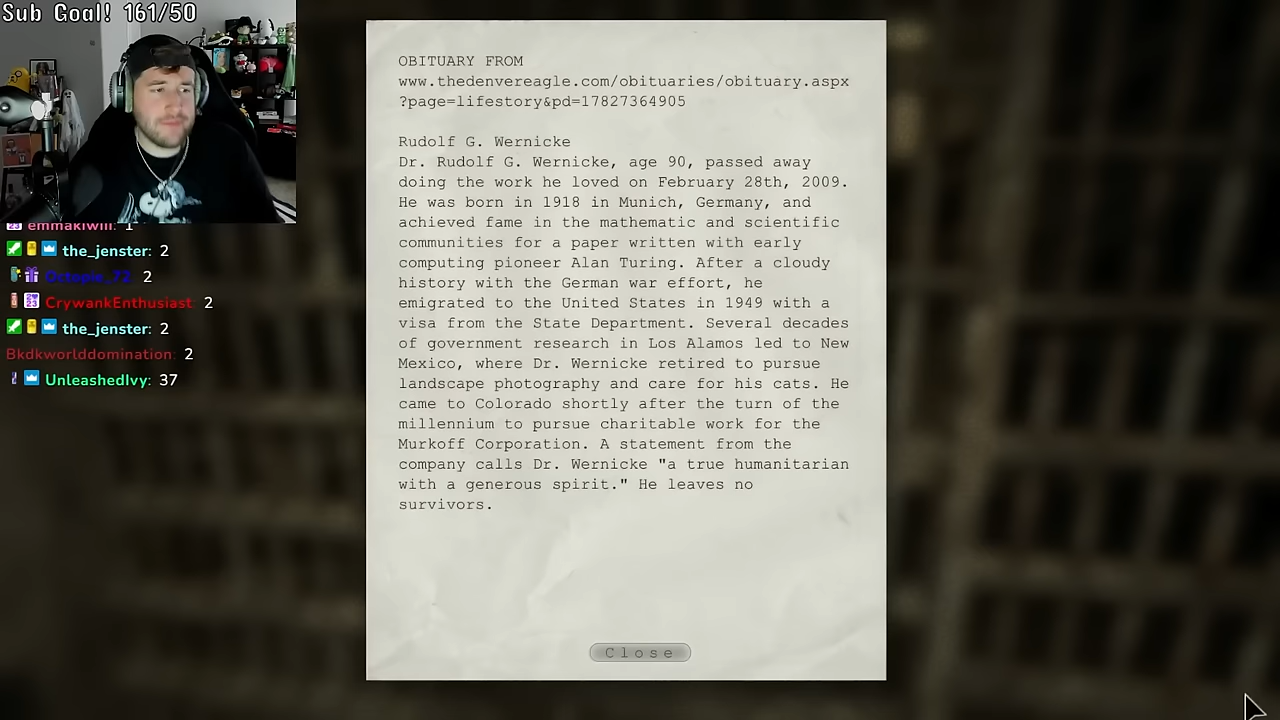 Sub Goal! 161/50
emmakiwiii: 1
the_jenster: 2
Octopie_72 2
CrywankEnthusiast 2
the_jenster: 2
Bkdkworlddomination: 2
UnleashedIvy: 37
OBITUARY FROM
www.thedenvereagle.com/obituaries/obituary.aspx
?page=lifestory&pd=17827364905
Rudolf G. Wernicke
Dr. Rudolf G. Wernicke, age 90, passed away
doing the work he loved on February 28th, 2009.
He was born in 1918 in Munich, Germany, and
achieved fame in the mathematic and scientific
communities for a paper written with early
computing pioneer Alan Turing. After a cloudy
history with the German war effort, he
emigrated to the United States in 1949 with a
visa from the State Department. Several decades
of government research in Los Alamos led to New
Mexico, where Dr. Wernicke retired to pursue
landscape photography and care for his cats. He
came to Colorado shortly after the turn of the
millennium to pursue charitable work for the
Murkoff Corporation. A statement from the
company calls Dr. Wernicke "a true humanitarian
with a generous spirit." He leaves no
survivors.
Close